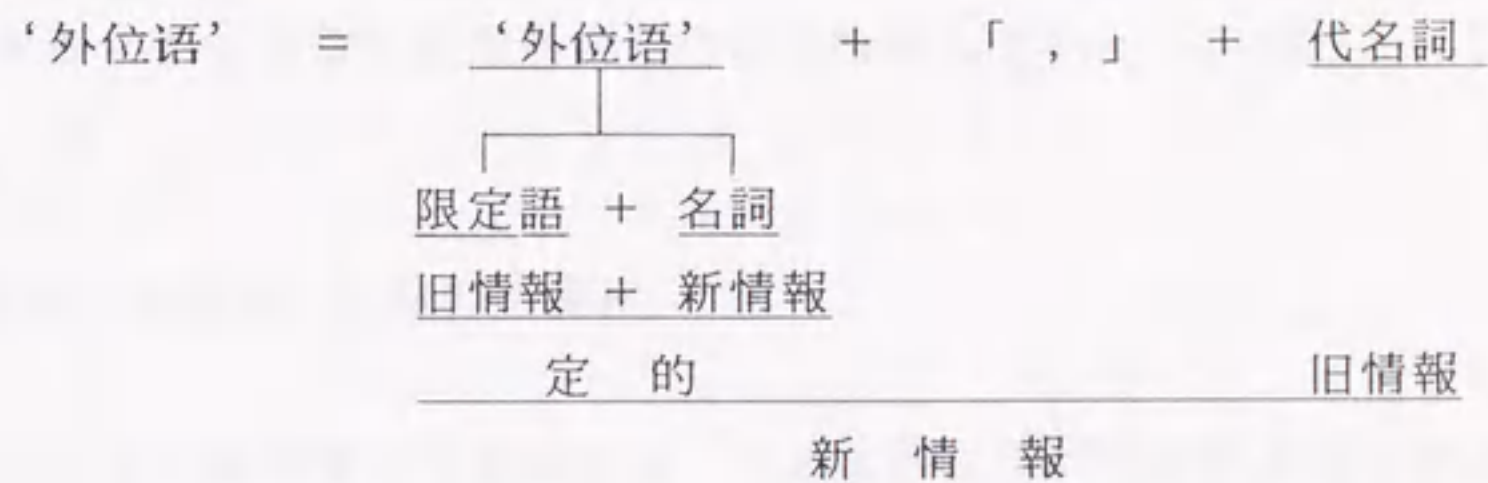 ‘外位语’ = ‘外位语’ + 「，」 + 代名詞
限定語 + 名詞
旧情報 + 新情報
定的 旧情報
新情報